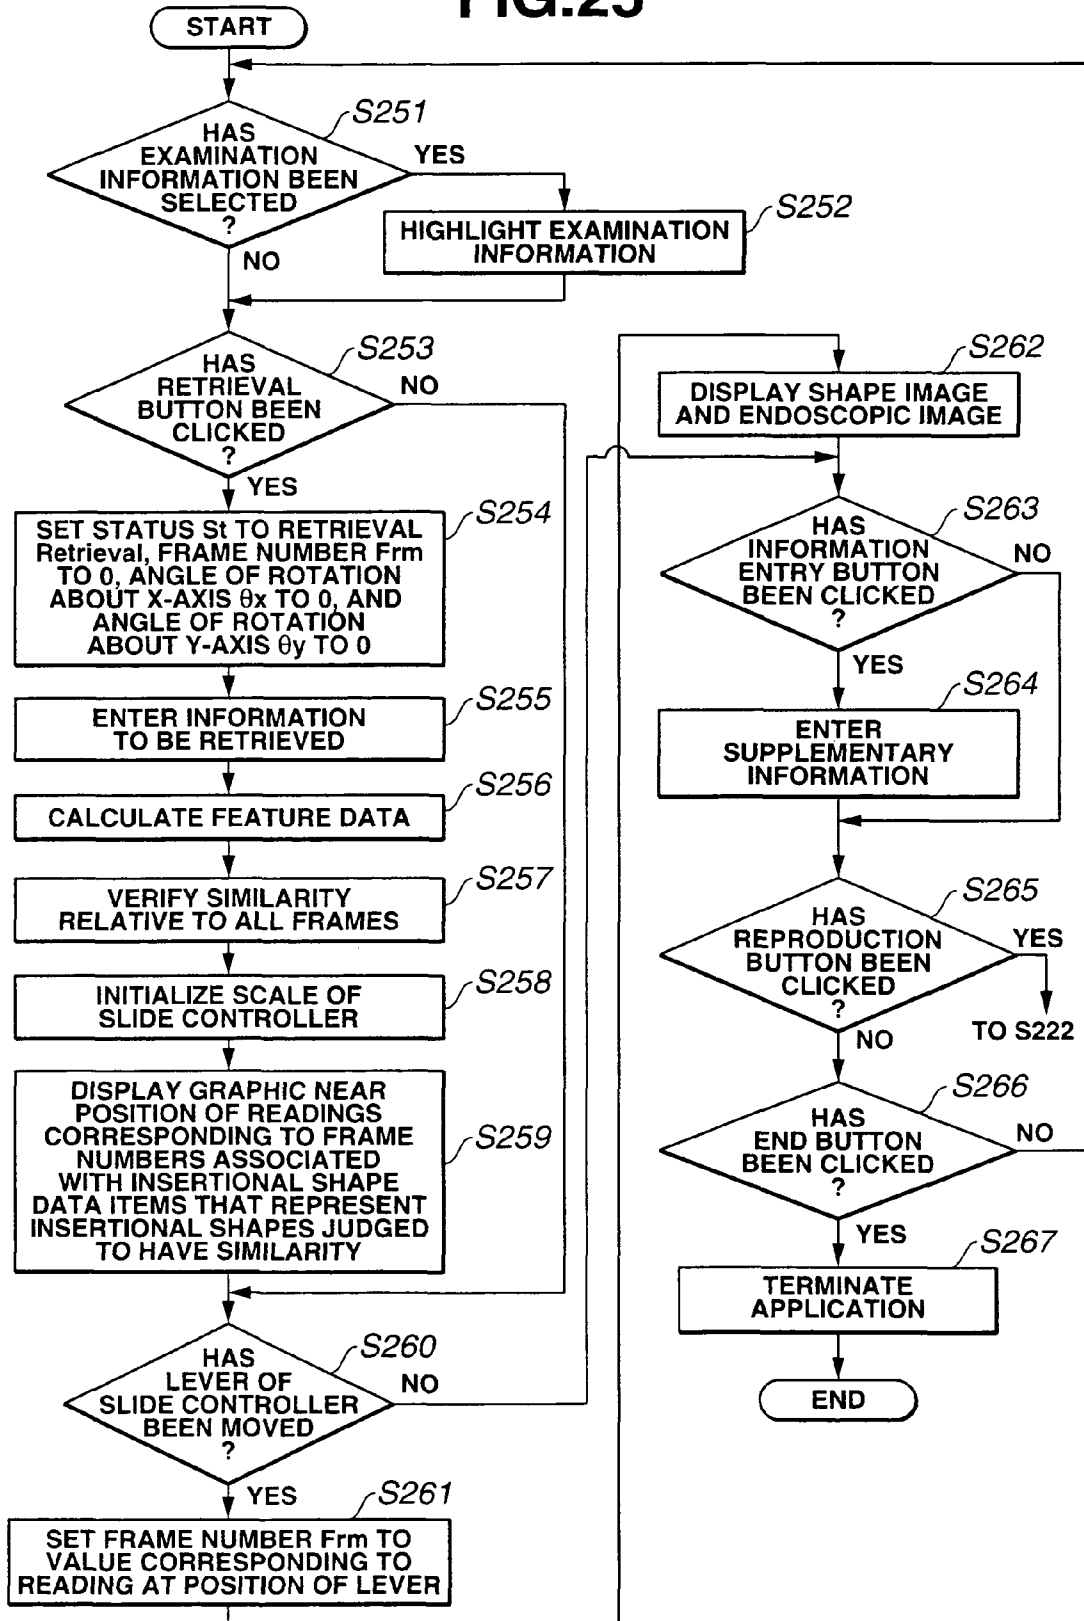 FIG.25
START
S251
HAS
EXAMINATION
INFORMATION BEEN
SELECTED
?
YES
NO
S252
HIGHLIGHT EXAMINATION
INFORMATION
S253
HAS
RETRIEVAL
BUTTON BEEN
CLICKED
?
NO
YES
S254
SET STATUS St TO RETRIEVAL
Retrieval, FRAME NUMBER Frm
TO 0, ANGLE OF ROTATION
ABOUT X-AXIS θx TO 0, AND
ANGLE OF ROTATION
ABOUT Y-AXIS θy TO 0
S255
ENTER INFORMATION
TO BE RETRIEVED
S256
CALCULATE FEATURE DATA
S257
VERIFY SIMILARITY
RELATIVE TO ALL FRAMES
S258
INITIALIZE SCALE OF
SLIDE CONTROLLER
S259
DISPLAY GRAPHIC NEAR
POSITION OF READINGS
CORRESPONDING TO FRAME
NUMBERS ASSOCIATED
WITH INSERTIONAL SHAPE
DATA ITEMS THAT REPRESENT
INSERTIONAL SHAPES JUDGED
TO HAVE SIMILARITY
S260
HAS
LEVER OF
SLIDE CONTROLLER
BEEN MOVED
?
NO
YES
S261
SET FRAME NUMBER Frm TO
VALUE CORRESPONDING TO
READING AT POSITION OF LEVER
S262
DISPLAY SHAPE IMAGE
AND ENDOSCOPIC IMAGE
S263
HAS
INFORMATION
ENTRY BUTTON
BEEN CLICKED
?
NO
YES
S264
ENTER
SUPPLEMENTARY
INFORMATION
S265
HAS
REPRODUCTION
BUTTON BEEN
CLICKED
?
YES
TO S222
NO
S266
HAS
END BUTTON
BEEN CLICKED
?
NO
YES
S267
TERMINATE
APPLICATION
END